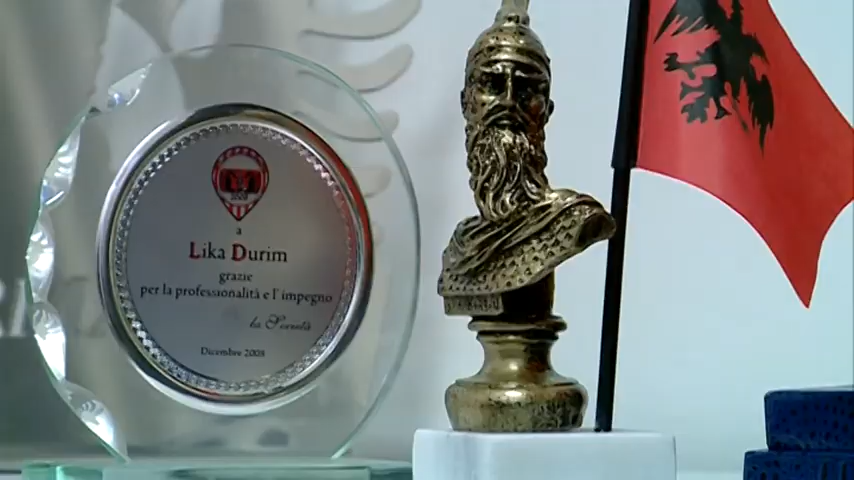 a
Lika Durim
grazie
per la professionalità e l'impegno
la Società
Dicembre 2008